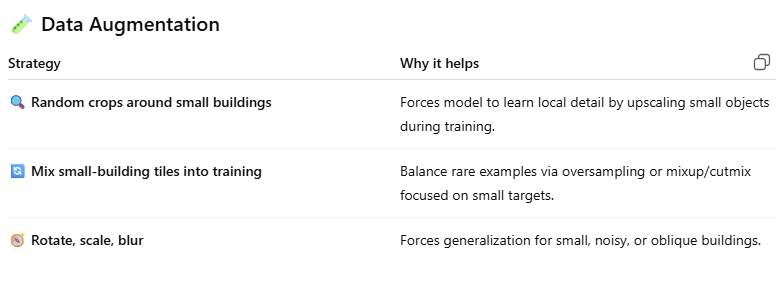 Data Augmentation
Strategy Why it helps
Random crops around small buildings Forces model to learn local detail by upscaling small objects
during training.
Mix small-building tiles into training Balance rare examples via oversampling or mixup/cutmix
focused on small targets.
Rotate, scale, blur Forces generalization for small, noisy, or oblique buildings.